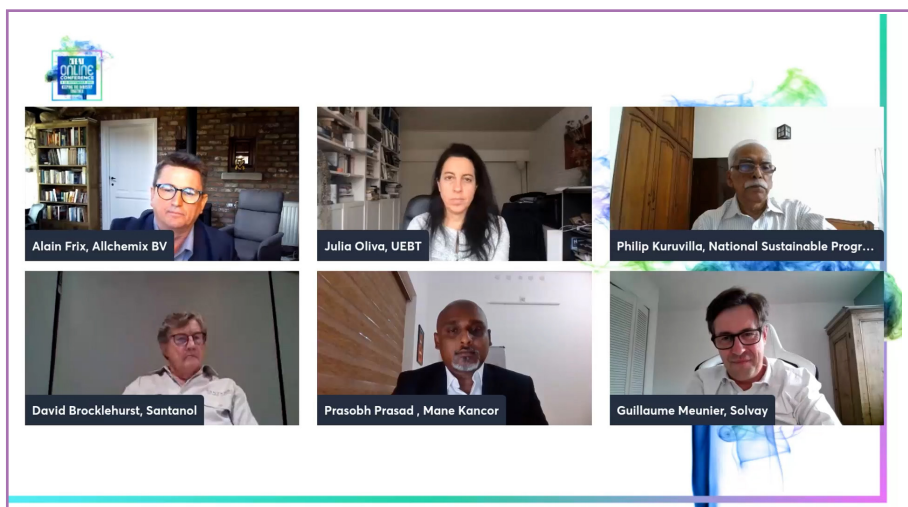 ONLINE
CONFERENCE
Alain Frix, Allchemix BV
Julia Oliva, UEBT
Philip Kuruvilla, National Sustainable Progr...
David Brocklehurst, Santanol
Prasobh Prasad , Mane Kancor
Guillaume Meunier, Solvay